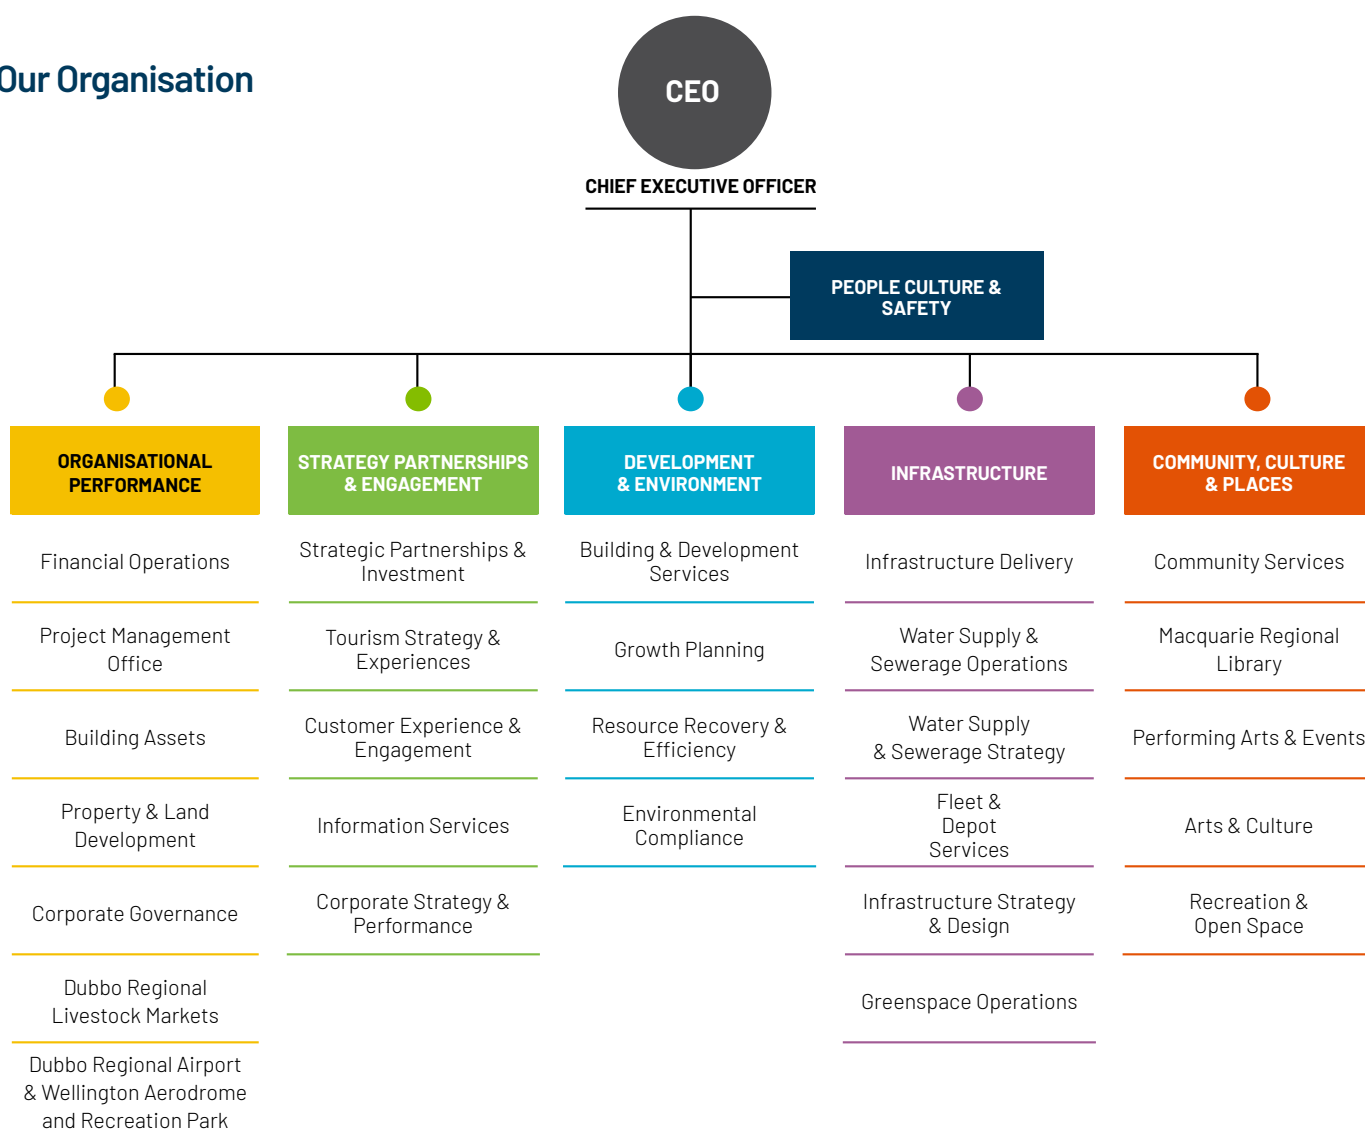 Our Organisation
CEO
CHIEF EXECUTIVE OFFICER
PEOPLE CULTURE &
SAFETY
ORGANISATIONAL
PERFORMANCE
Financial Operations
Project Management
Office
Building Assets
Property & Land
Development
Corporate Governance
Dubbo Regional
Livestock Markets
Dubbo Regional Airport
& Wellington Aerodrome
and Recreation Park
STRATEGY PARTNERSHIPS
& ENGAGEMENT
Strategic Partnerships &
Investment
Tourism Strategy &
Experiences
Customer Experience &
Engagement
Information Services
Corporate Strategy &
Performance
DEVELOPMENT
& ENVIRONMENT
Building & Development
Services
Growth Planning
Resource Recovery &
Efficiency
Environmental
Compliance
INFRASTRUCTURE
Infrastructure Delivery
Water Supply &
Sewerage Operations
Water Supply
& Sewerage Strategy
Fleet &
Depot
Services
Infrastructure Strategy
& Design
Greenspace Operations
COMMUNITY, CULTURE
& PLACES
Community Services
Macquarie Regional
Library
Performing Arts & Events
Arts & Culture
Recreation &
Open Space